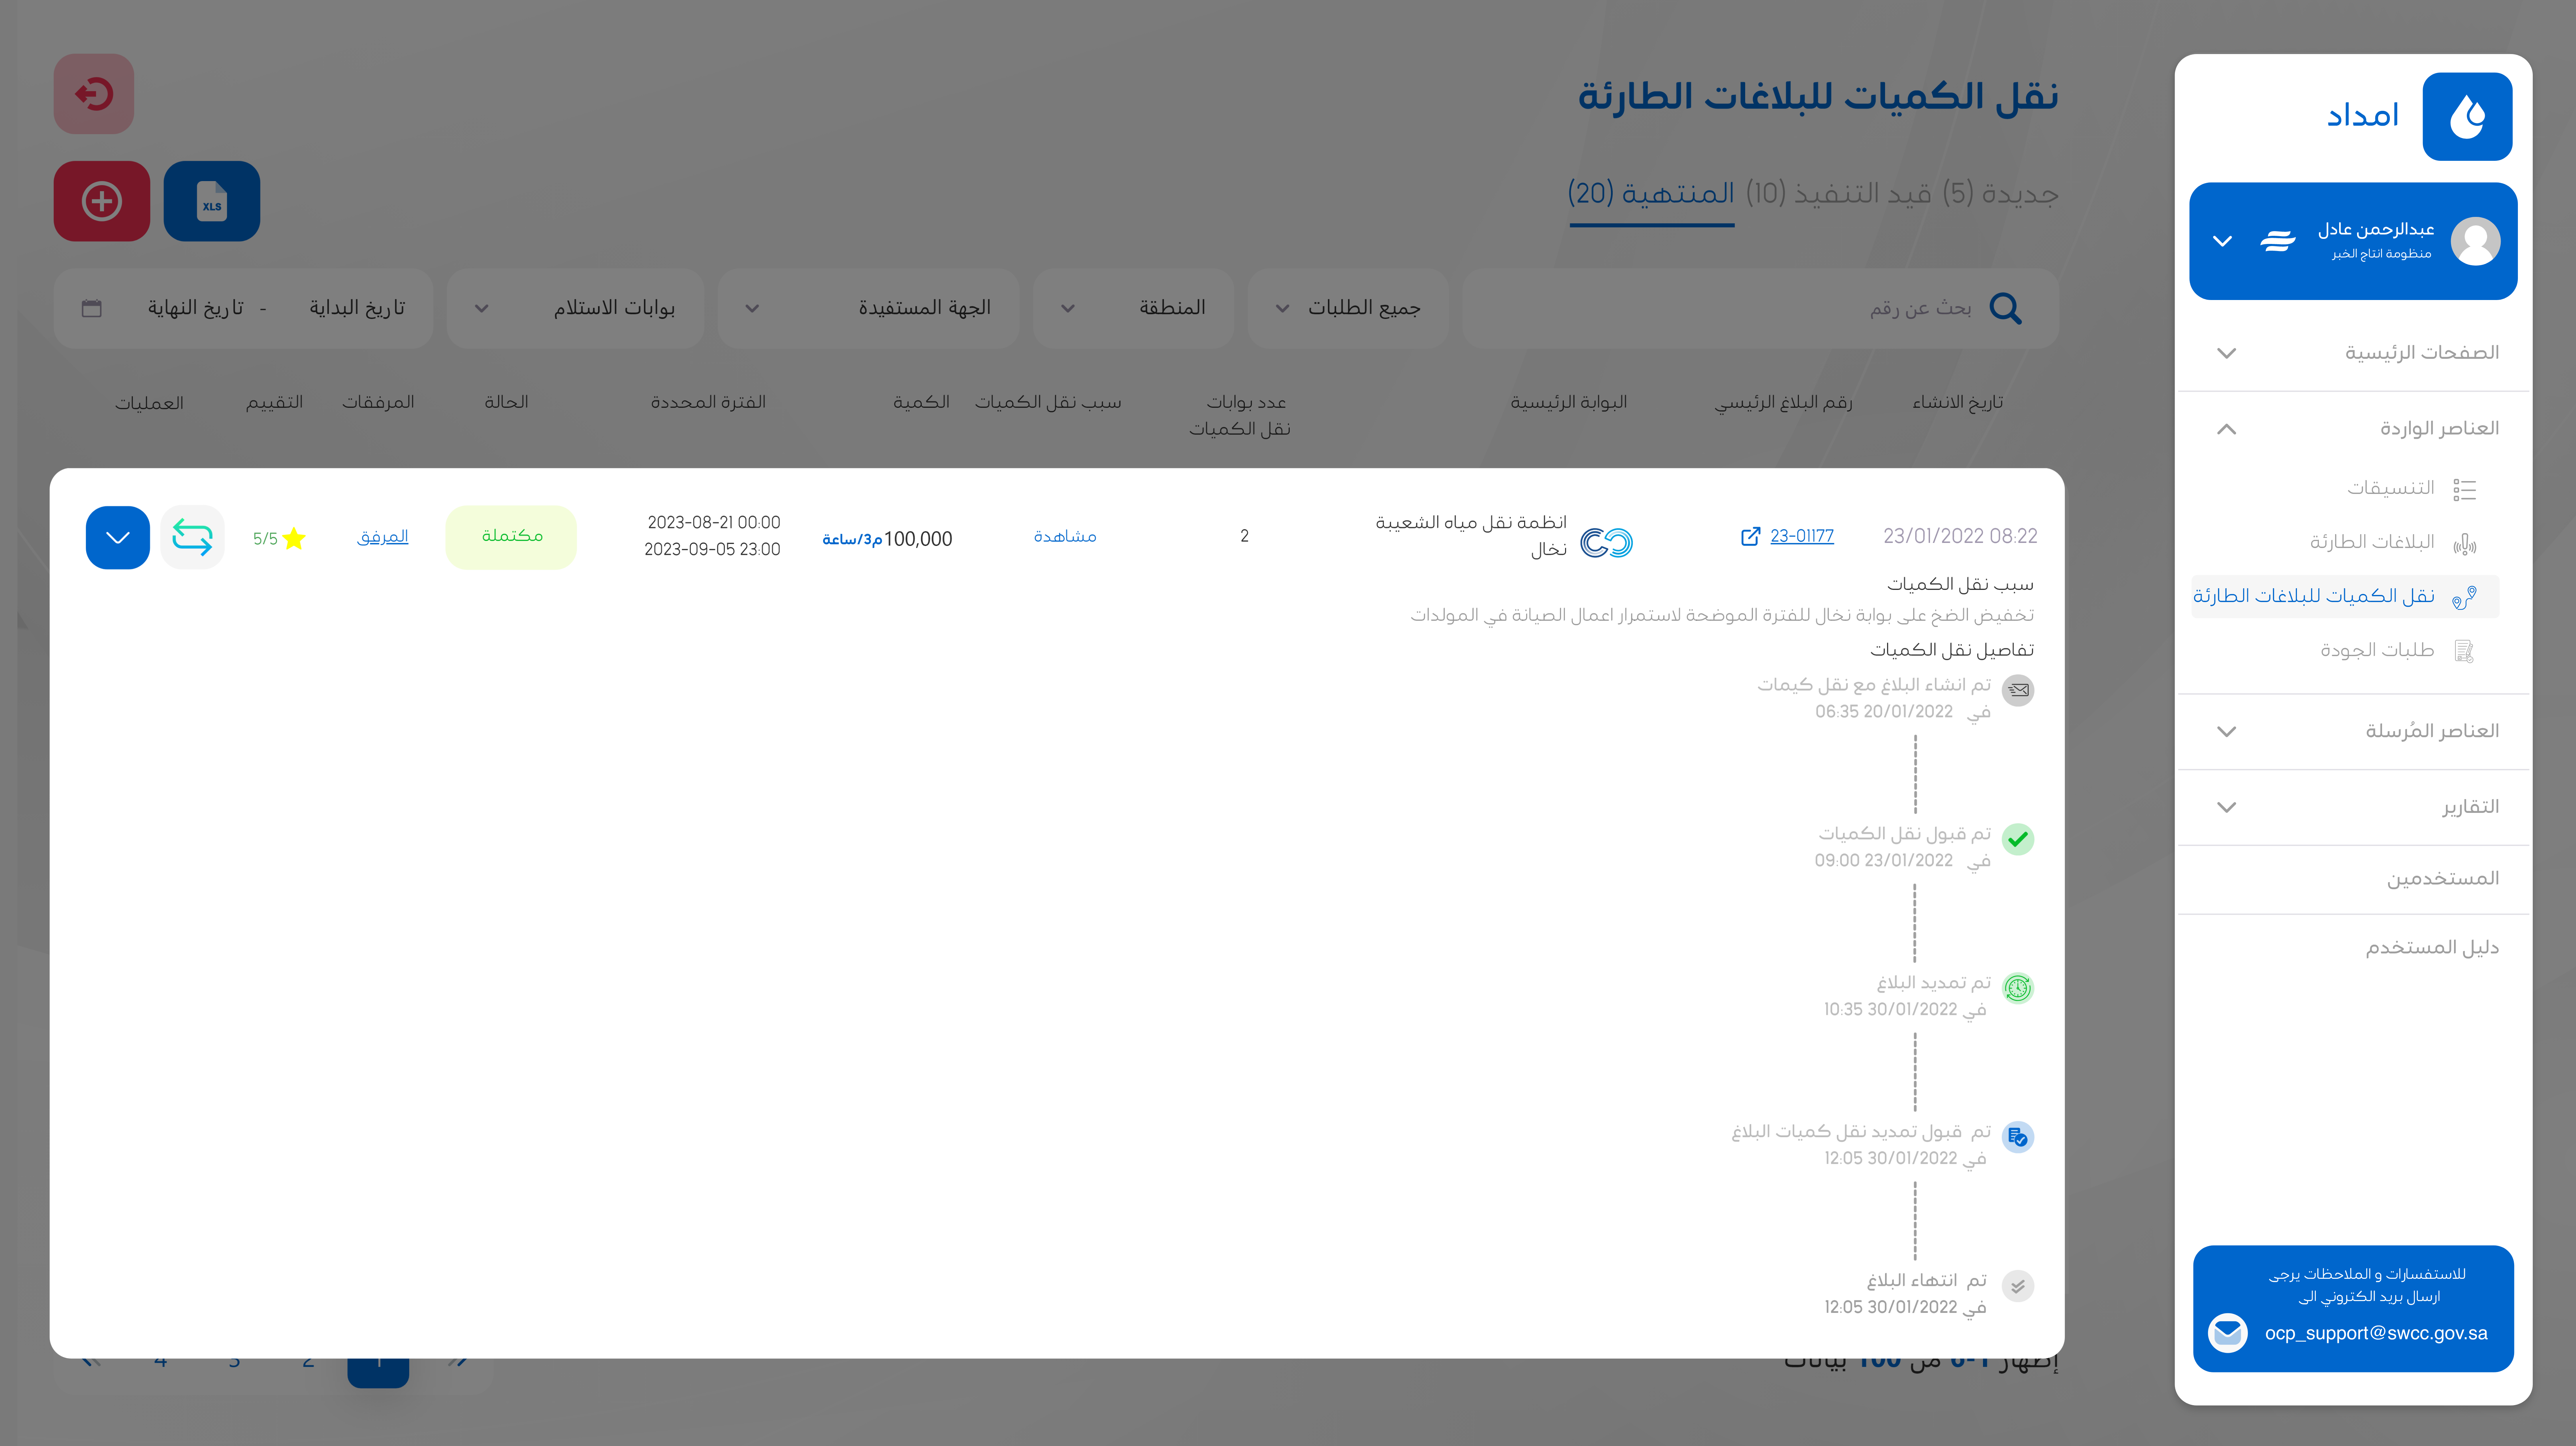 امداد
عبدالرحمن عادل
منظومة انتاج الخبر
الصفحات الرئيسية
العناصر الواردة
التنسيقات
البلاغات الطارئة
نقل الكميات للبلاغات الطارئة
طلبات الجودة
العناصر المُرسلة
التقارير
المستخدمين
دليل المستخدم
للاستفسارات و الملاحظات يرجى
ارسال بريد الكتروني الى
ocp_support@swcc.gov.sa
نقل الكميات للبلاغات الطارئة
جديدة (5) قيد التنفيذ (10) المنتهية (20)
XLS
بحث عن رقم
جميع الطلبات
المنطقة
الجهة المستفيدة
بوابات الاستلام
تاريخ البداية - تاريخ النهاية
تاريخ الانشاء
رقم البلاغ الرئيسي
البوابة الرئيسية
عدد بوابات
نقل الكميات
سبب نقل الكميات
الكمية
الفترة المحددة
الحالة
المرفقات
التقييم
العمليات
23/01/2022 08:22
23-01177
انظمة نقل مياه الشعيبة
نخال
2
مشاهدة
100,000م3/ساعة
2023-08-21 00:00
2023-09-05 23:00
مكتملة
المرفق
5/5
سبب نقل الكميات
تخفيض الضخ على بوابة نخال للفترة الموضحة لاستمرار اعمال الصيانة في المولدات
تفاصيل نقل الكميات
تم انشاء البلاغ مع نقل كيمات
في 20/01/2022 06:35
تم قبول نقل الكميات
في 23/01/2022 09:00
تم تمديد البلاغ
في 30/01/2022 10:35
تم قبول تمديد نقل كميات البلاغ
في 30/01/2022 12:05
تم انتهاء البلاغ
في 30/01/2022 12:05
إظهار 1-6 من 100 بيانات
1 2 3 4